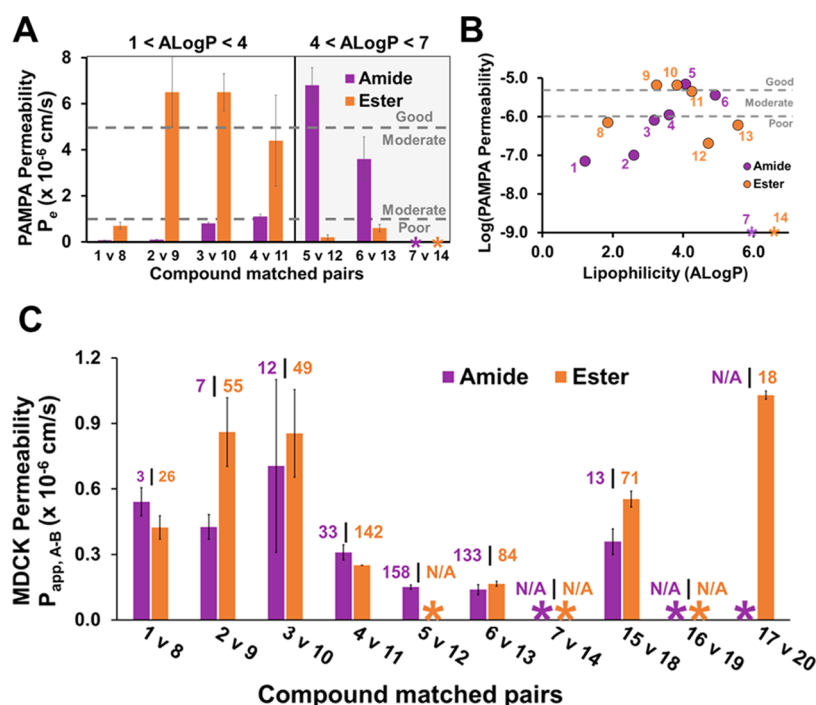 A
1 < ALogP < 4
4 < ALogP < 7
PAMPA Permeability
Pe (x 10-6 cm/s)
8
6
4
2
0
Amide
Ester
Good
Moderate
Moderate
Poor
* *
1 v 8 2 v 9 3 v 10 4 v 11 5 v 12 6 v 13 7 v 14
Compound matched pairs
B
Log(PAMPA Permeability)
-5.0
-6.0
-7.0
-8.0
-9.0
Good
Moderate
Poor
9 10 5
11 6
8 3 4
13
12
1 2
Amide
Ester
7 14
* *
0.0 2.0 4.0 6.0
Lipophilicity (ALogP)
C
MDCK Permeability
Papp, A-B (x 10-6 cm/s)
1.2
0.9
0.6
0.3
0.0
Amide
Ester
3 | 26
7 | 55
12 | 49
33 | 142
158 | N/A
133 | 84
N/A | N/A
13 | 71
N/A | N/A
N/A | 18
* * * * * *
1 v 8 2 v 9 3 v 10 4 v 11 5 v 12 6 v 13 7 v 14 15 v 18 16 v 19 17 v 20
Compound matched pairs